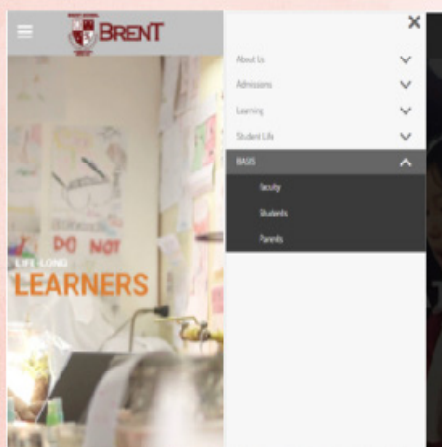 BRENT
DO NOT
LIFE-LONG
LEARNERS
About Us
Admissions
Learning
Student Life
BASIS
Faculty
Students
Parents